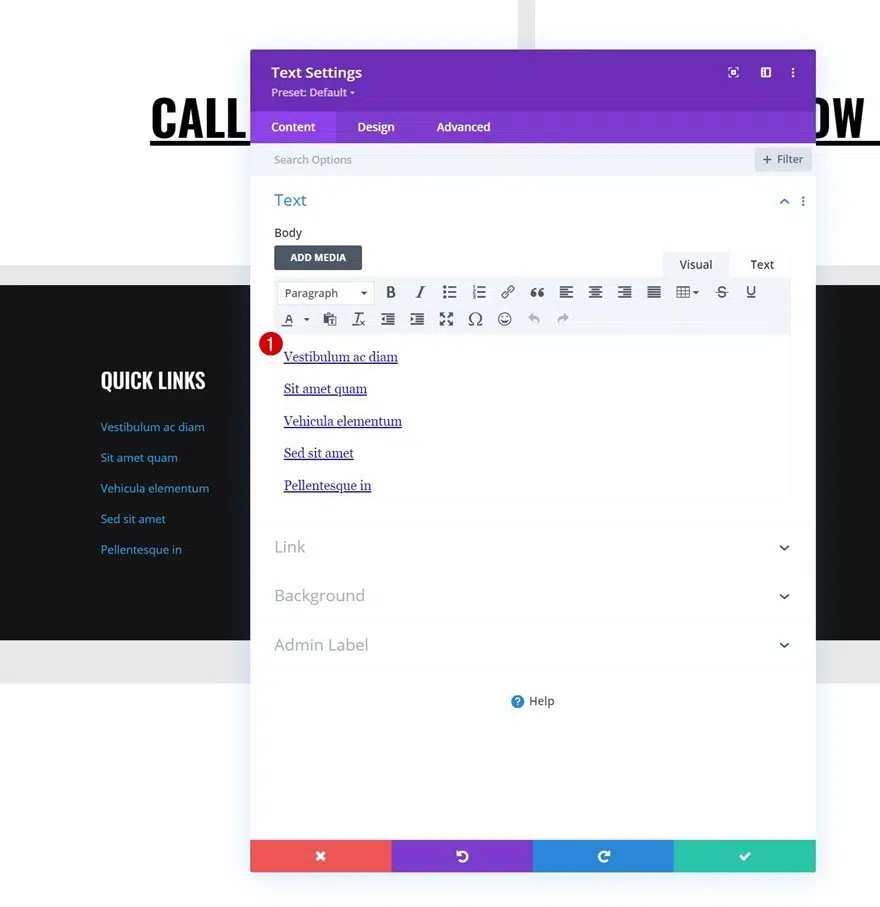 CALL
OW
Text Settings
Preset: Default
Content Design Advanced
Search Options
+ Filter
Text
Body
ADD MEDIA
Visual Text
Paragraph
B I U
A
1
Vestibulum ac diam
Sit amet quam
Vehicula elementum
Sed sit amet
Pellentesque in
QUICK LINKS
Vestibulum ac diam
Sit amet quam
Vehicula elementum
Sed sit amet
Pellentesque in
Link
Background
Admin Label
? Help